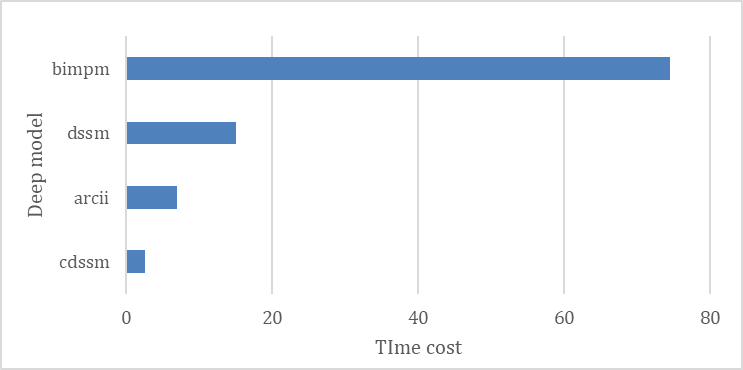 bimpm
dssm
arcii
cdssm
Deep model
0 20 40 60 80
TIme cost